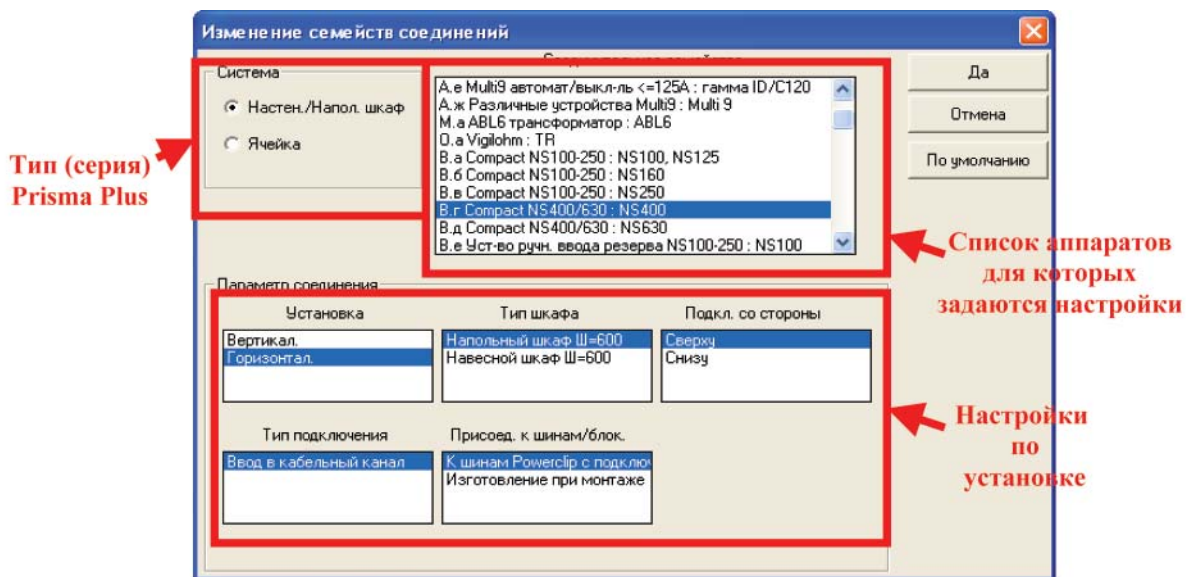 Изменение семейств соединений
Система
Настен./Напол. шкаф
Ячейка
А.е Multi9 автомат/выкл-ль <=125A : гамма ID/C120
А.ж Различные устройства Multi9 : Multi 9
М.а ABL6 трансформатор : ABL6
О.а Vigilohm : TR
В.а Compact NS100-250 : NS100, NS125
В.б Compact NS100-250 : NS160
В.в Compact NS100-250 : NS250
В.г Compact NS400/630 : NS400
В.д Compact NS400/630 : NS630
В.е Уст-во ручн. ввода резерва NS100-250 : NS100
Да
Отмена
По умолчанию
Тип (серия)
Prisma Plus
Список аппаратов
для которых
задаются настройки
Параметр соединения
Установка
Вертикал.
Горизонтал.
Тип шкафа
Напольный шкаф Ш=600
Навесной шкаф Ш=600
Подкл. со стороны
Сверху
Снизу
Тип подключения
Ввод в кабельный канал
Присоед. к шинам/блок.
К шинам Powerclip с подклю
Изготовление при монтаже
Настройки
по
установке